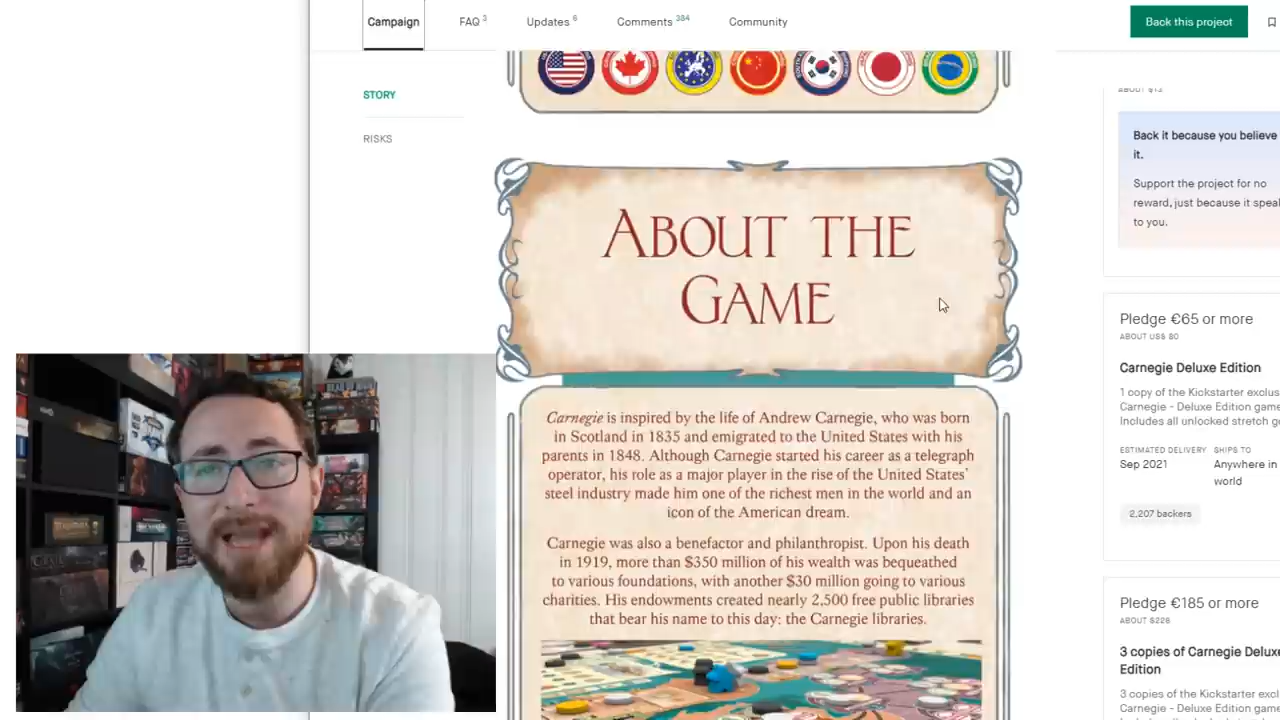 Campaign
FAQ 3
Updates 6
Comments 384
Community
Back this project
STORY
RISKS
ABOUT THE
GAME
Carnegie is inspired by the life of Andrew Carnegie, who was born
in Scotland in 1835 and emigrated to the United States with his
parents in 1848. Although Carnegie started his career as a telegraph
operator, his role as a major player in the rise of the United States'
steel industry made him one of the richest men in the world and an
icon of the American dream.
Carnegie was also a benefactor and philanthropist. Upon his death
in 1919, more than $350 million of his wealth was bequeathed
to various foundations, with another $30 million going to various
charities. His endowments created nearly 2,500 free public libraries
that bear his name to this day: the Carnegie libraries.
Back it because you believe
it.
Support the project for no
reward, just because it speal
to you.
Pledge €65 or more
Carnegie Deluxe Edition
1 copy of the Kickstarter exclus
Carnegie - Deluxe Edition game
Includes all unlocked stretch g
ESTIMATED DELIVERY
SHIPS TO
Sep 2021
Anywhere in
world
2,207 backers
Pledge €185 or more
ABOUT $226
3 copies of Carnegie Deluxe
Edition
3 copies of the Kickstarter excl
Carnegie - Deluxe Edition game